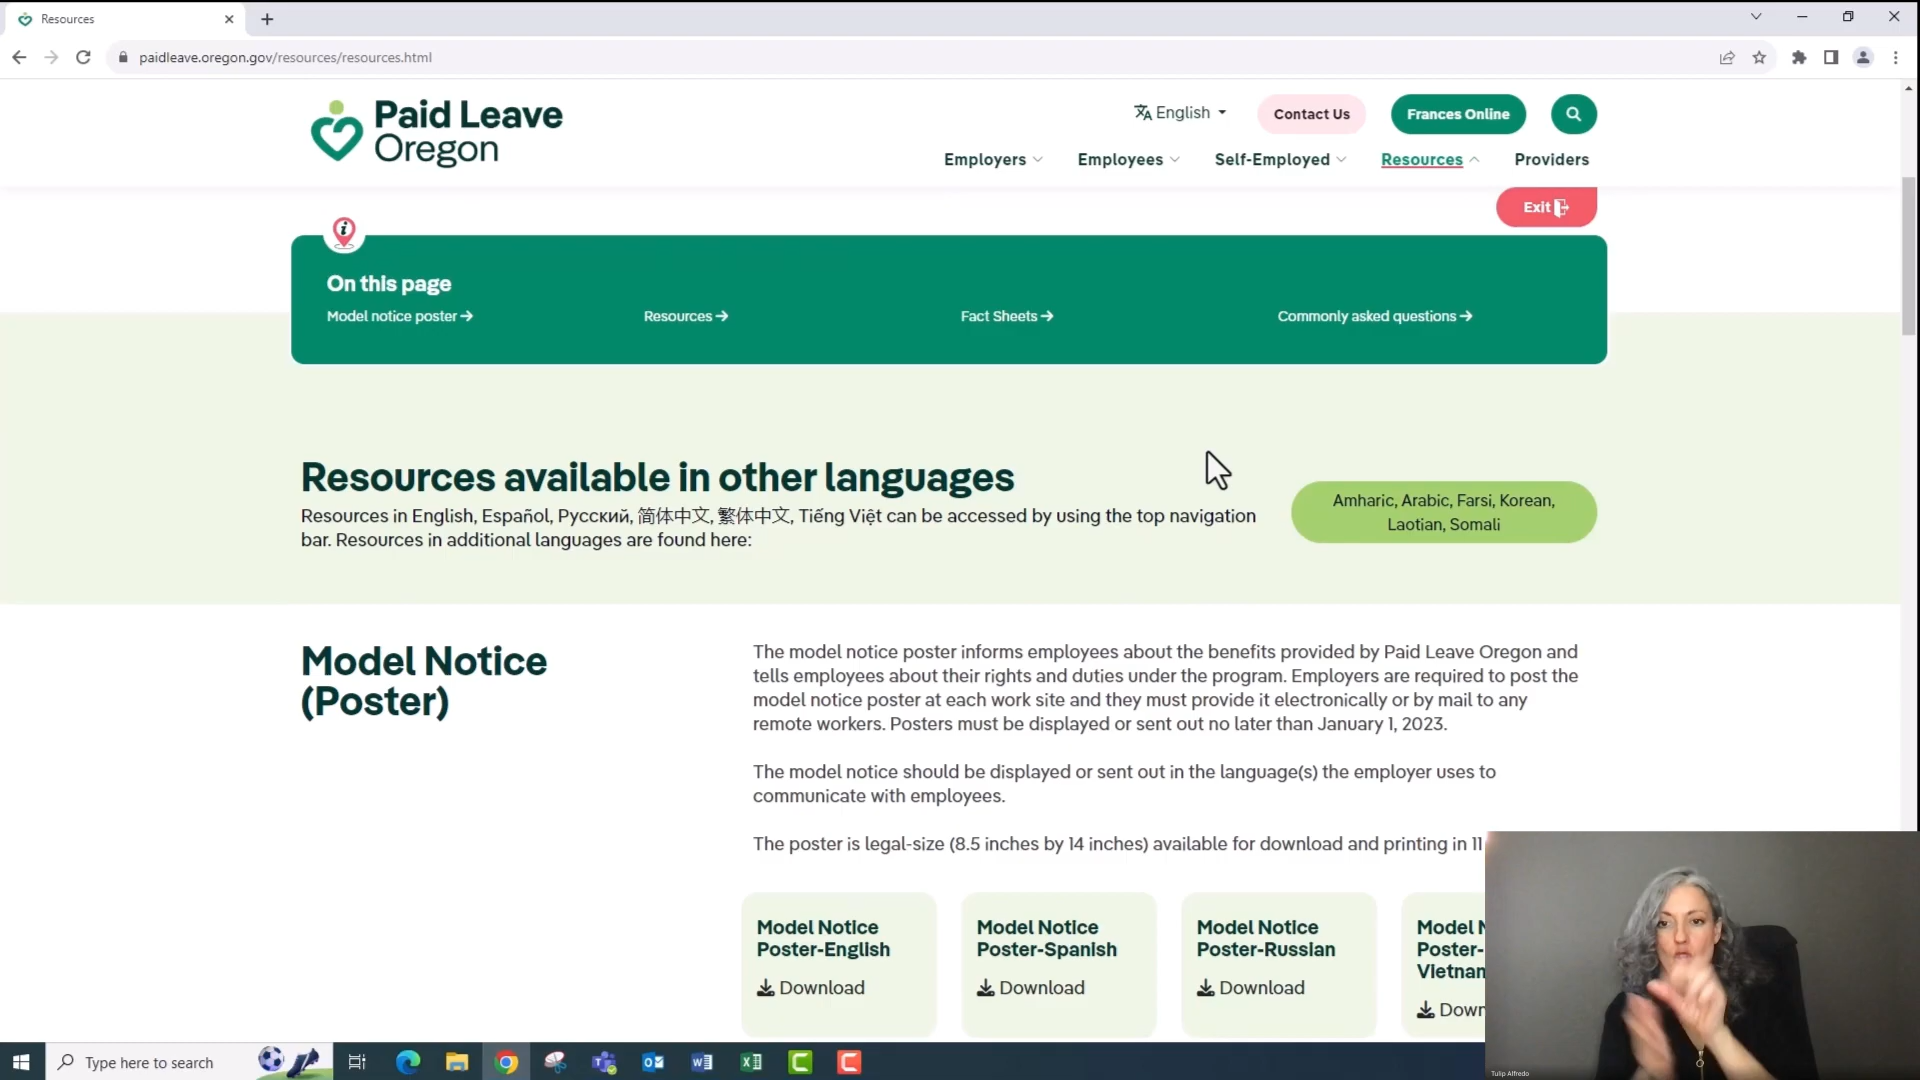 Resources
paidleave.oregon.gov/resources/resources.html
Paid Leave
Oregon
English
Contact Us
Frances Online
Employers
Employees
Self-Employed
Resources
Providers
Exit
On this page
Model notice poster
Resources
Fact Sheets
Commonly asked questions
Resources available in other languages
Resources in English, Español, Русский, 简体中文, 繁体中文, Tiếng Việt can be accessed by using the top navigation
bar. Resources in additional languages are found here:
Amharic, Arabic, Farsi, Korean,
Laotian, Somali
Model Notice
(Poster)
The model notice poster informs employees about the benefits provided by Paid Leave Oregon and
tells employees about their rights and duties under the program. Employers are required to post the
model notice poster at each work site and they must provide it electronically or by mail to any
remote workers. Posters must be displayed or sent out no later than January 1, 2023.
The model notice should be displayed or sent out in the language(s) the employer uses to
communicate with employees.
The poster is legal-size (8.5 inches by 14 inches) available for download and printing in 11
Model Notice
Poster-English
Download
Model Notice
Poster-Spanish
Download
Model Notice
Poster-Russian
Download
Model N
Poster-
Vietnam
Down
Type here to search
Tulip Alfredo